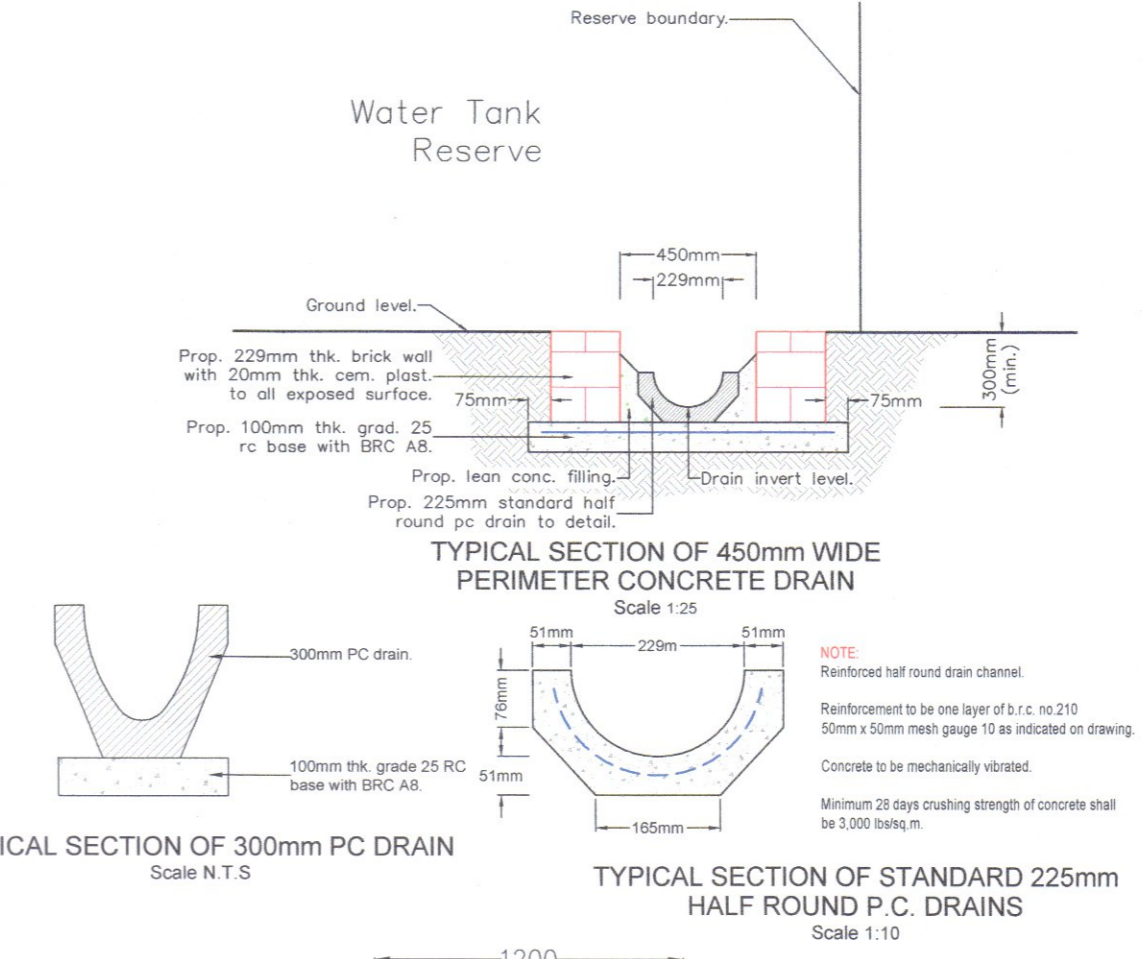 Reserve boundary.
Water Tank
Reserve
450mm
229mm
Ground level.
Prop. 229mm thk. brick wall
with 20mm thk. cem. plast.
to all exposed surface.
75mm
75mm
300mm
(min.)
Prop. 100mm thk. grad. 25
rc base with BRC A8.
Prop. lean conc. filling.
Drain invert level.
Prop. 225mm standard half
round pc drain to detail.
TYPICAL SECTION OF 450mm WIDE
PERIMETER CONCRETE DRAIN
Scale 1:25
300mm PC drain.
100mm thk. grade 25 RC
base with BRC A8.
ICAL SECTION OF 300mm PC DRAIN
Scale N.T.S
51mm
229m
51mm
76mm
51mm
165mm
NOTE:
Reinforced half round drain channel.
Reinforcement to be one layer of b.r.c. no.210
50mm x 50mm mesh gauge 10 as indicated on drawing.
Concrete to be mechanically vibrated.
Minimum 28 days crushing strength of concrete shall
be 3,000 lbs/sq.m.
TYPICAL SECTION OF STANDARD 225mm
HALF ROUND P.C. DRAINS
Scale 1:10
1200